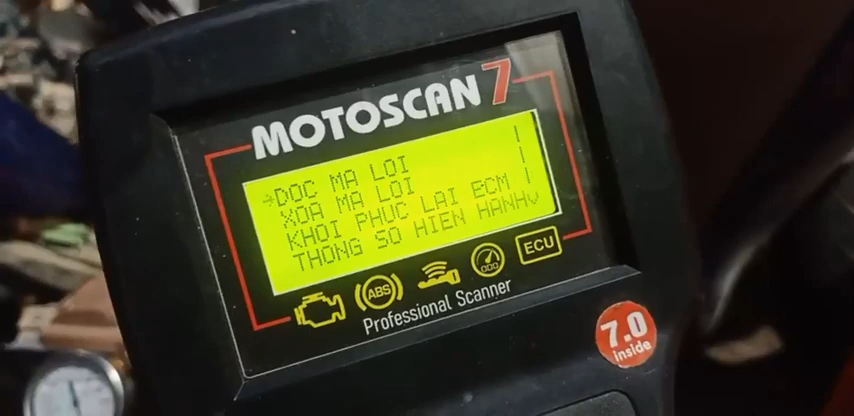 MOTOSCAN 7
→DOC MA LOI
XOA MA LOI
KHOI PHUC LAI ECM
THONG SO HIEN HANH
ABS
ECU
Professional Scanner
7.0
inside